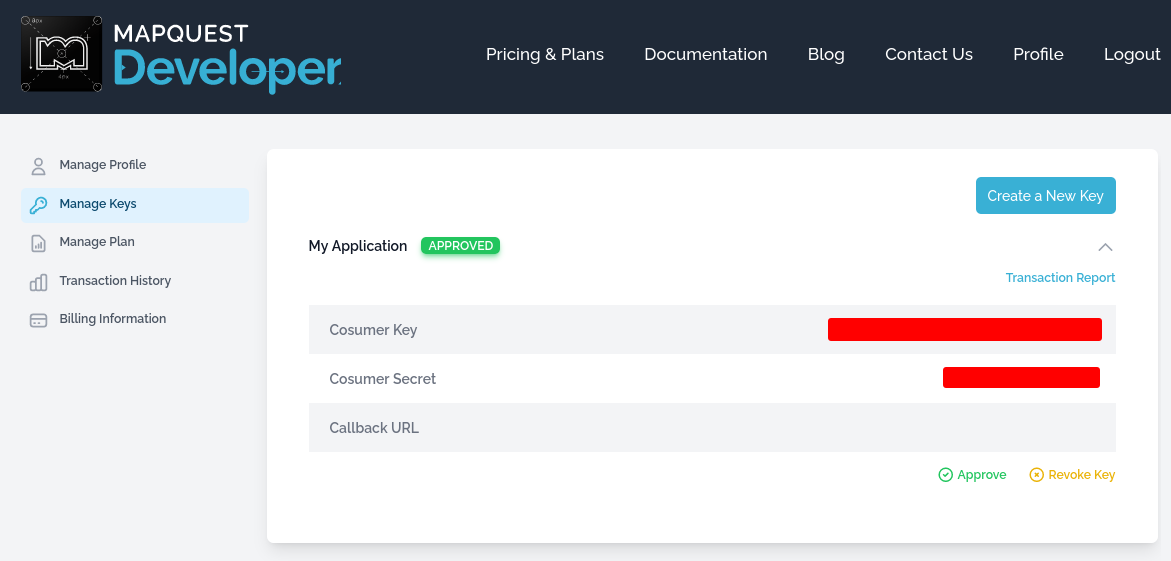 MAPQUEST
Developer
Pricing & Plans
Documentation
Blog
Contact Us
Profile
Logout
Manage Profile
Manage Keys
Manage Plan
Transaction History
Billing Information
Create a New Key
My Application APPROVED
Transaction Report
Cosumer Key
Cosumer Secret
Callback URL
Approve Revoke Key